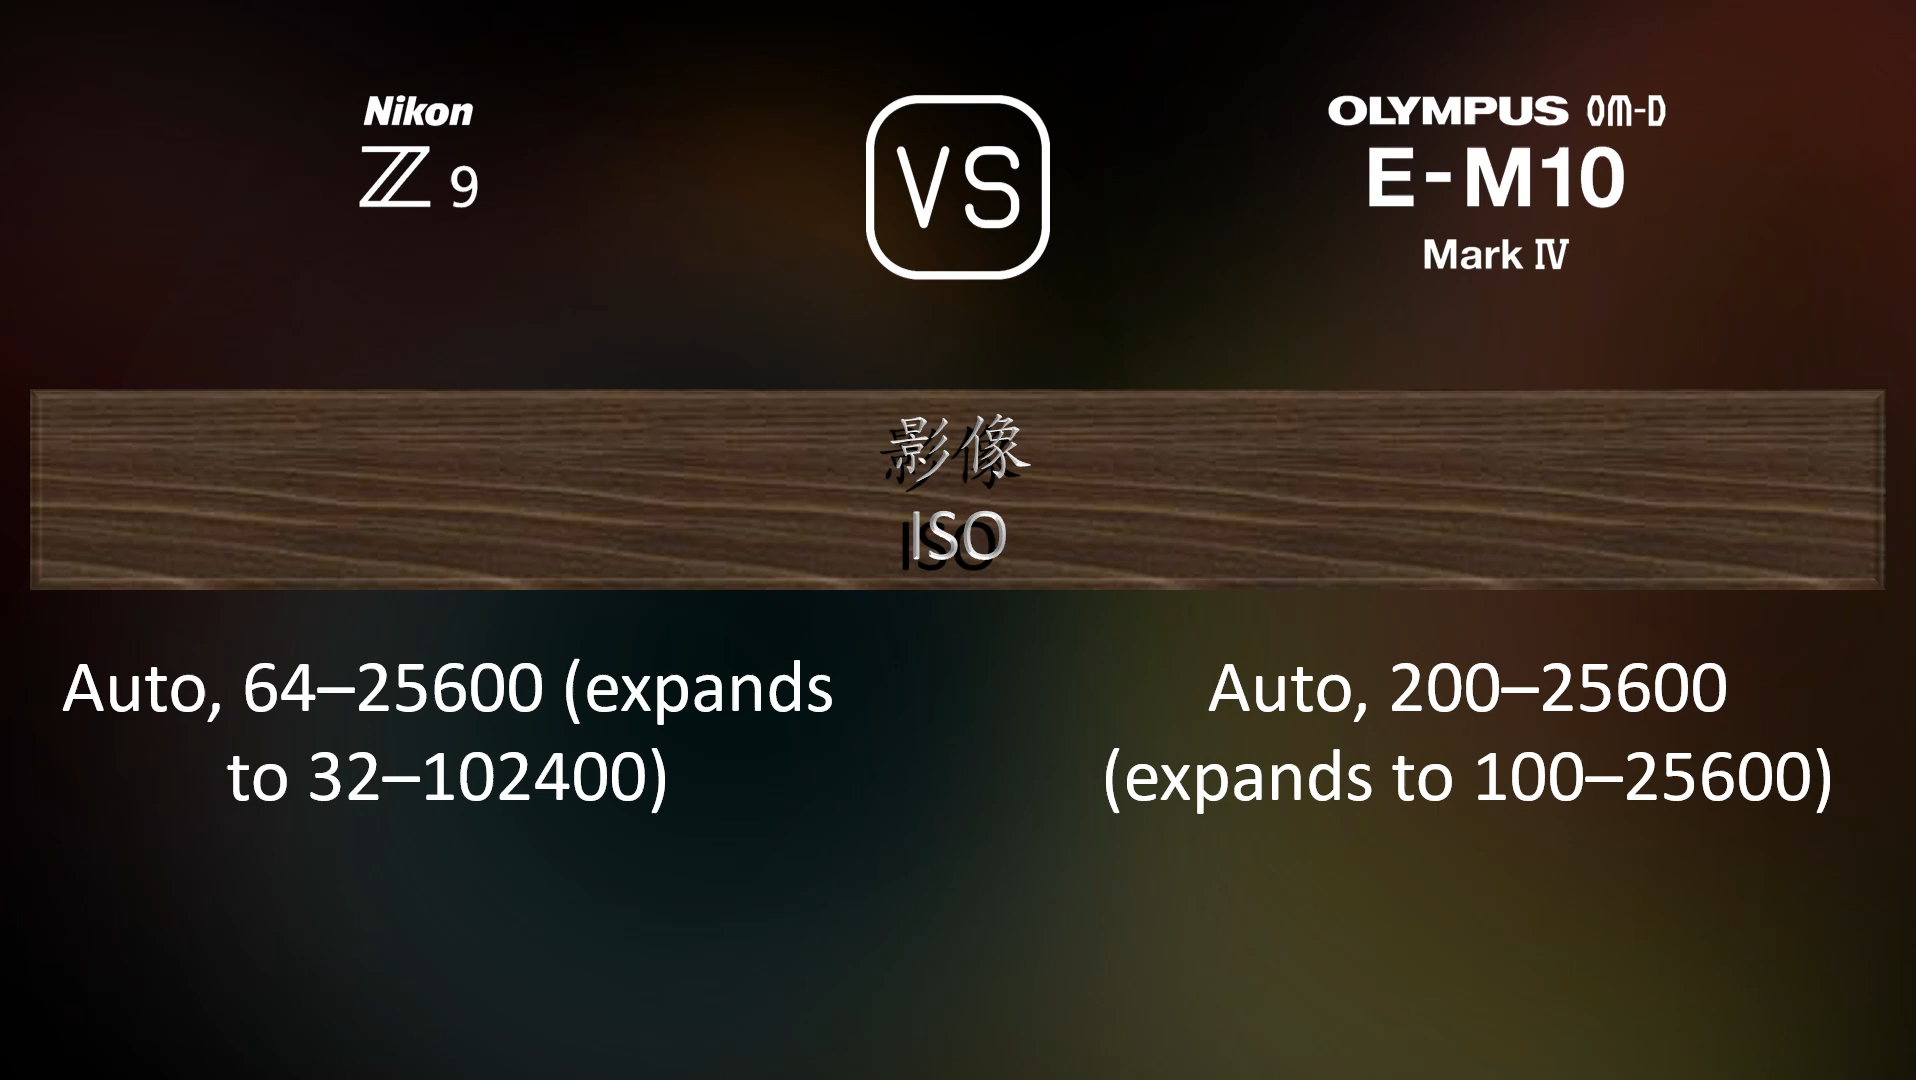 Nikon
Z 9
VS
OLYMPUS OM-D
E-M10
Mark IV
影像
ISO
Auto, 64–25600 (expands
to 32–102400)
Auto, 200–25600
(expands to 100–25600)